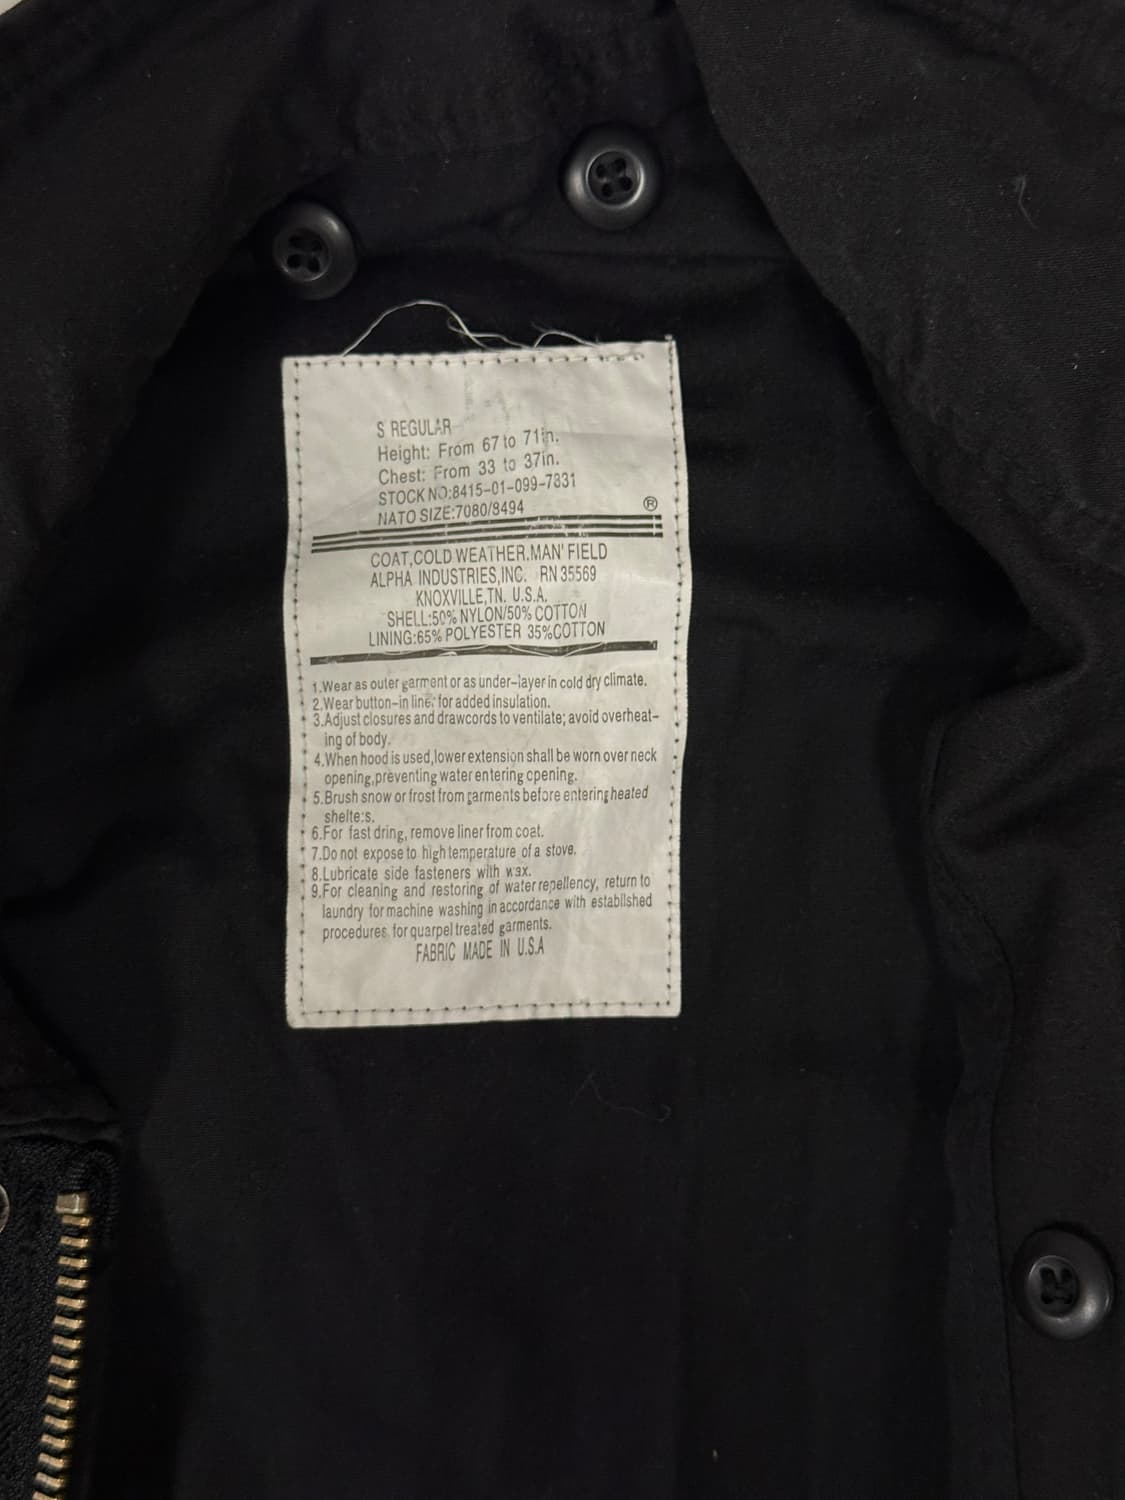 S REGULAR
Height: From 67 to 71in.
Chest: From 33 to 37in.
STOCK NO:8415-01-099-7831
NATO SIZE:7080/8494
®
COAT,COLD WEATHER.MAN' FIELD
ALPHA INDUSTRIES,INC. RN 35569
KNOXVILLE,TN. U.S.A.
SHELL:50% NYLON/50% COTTON
LINING:65% POLYESTER 35%COTTON
1.Wear as outer garment or as under-layer in cold dry climate.
2.Wear button-in liner for added insulation.
3.Adjust closures and drawcords to ventilate; avoid overheat-
ing of body.
4.When hood is used,lower extension shall be worn over neck
opening,preventing water entering opening.
5.Brush snow or frost from garments before entering heated
shelters.
6.For fast dring, remove liner from coat.
7.Do not expose to high temperature of a stove.
8.Lubricate side fasteners with wax.
9.For cleaning and restoring of water repellency, return to
laundry for machine washing in accordance with established
procedures for quarpel treated garments.
FABRIC MADE IN U.S.A